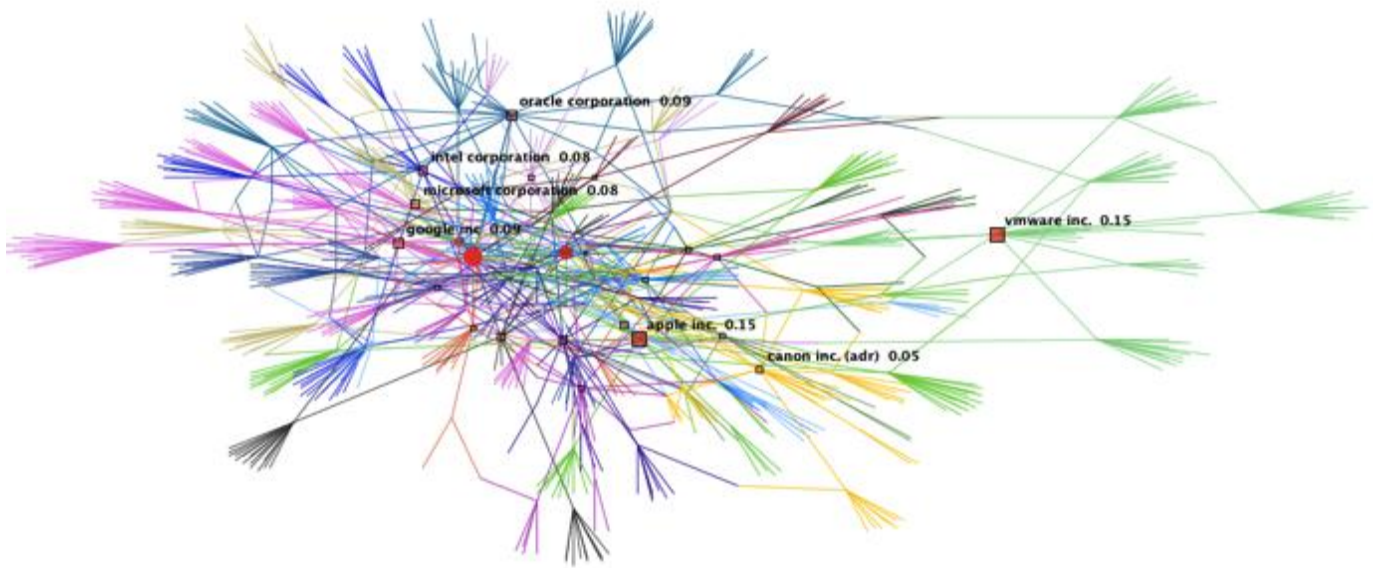 oracle corporation 0.09
intel corporation 0.08
microsoft corporation 0.08
vmware inc. 0.15
google inc 0.09
apple inc. 0.15
canon inc. (adr) 0.05